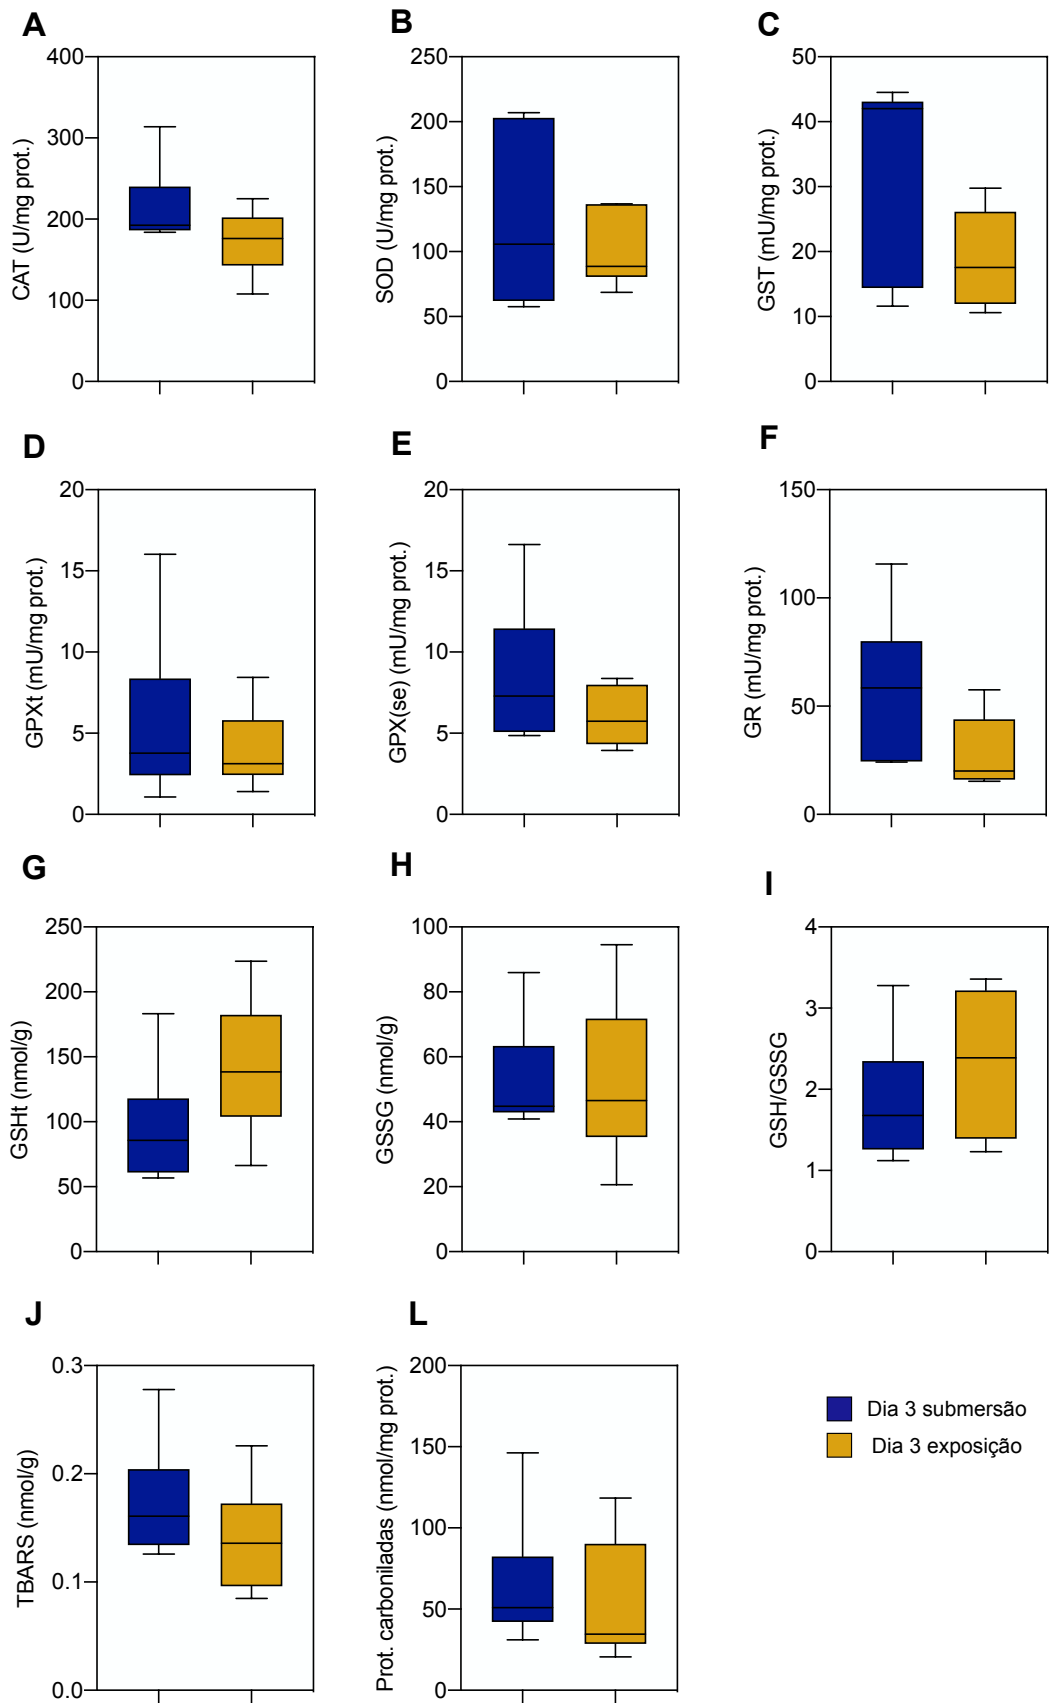 A
B
C
400
300
200
100
0
CAT (U/mg prot.)
250
200
150
100
50
0
SOD (U/mg prot.)
50
40
30
20
10
0
GST (mU/mg prot.)
D
E
F
20
15
10
5
0
GPXt (mU/mg prot.)
20
15
10
5
0
GPX(se) (mU/mg prot.)
150
100
50
0
GR (mU/mg prot.)
G
H
I
250
200
150
100
50
0
GSHt (nmol/g)
100
80
60
40
20
0
GSSG (nmol/g)
4
3
2
1
0
GSH/GSSG
J
L
0.3
0.2
0.1
0.0
TBARS (nmol/g)
200
150
100
50
0
Prot. carboniladas (nmol/mg prot.)
Dia 3 submersão
Dia 3 exposição